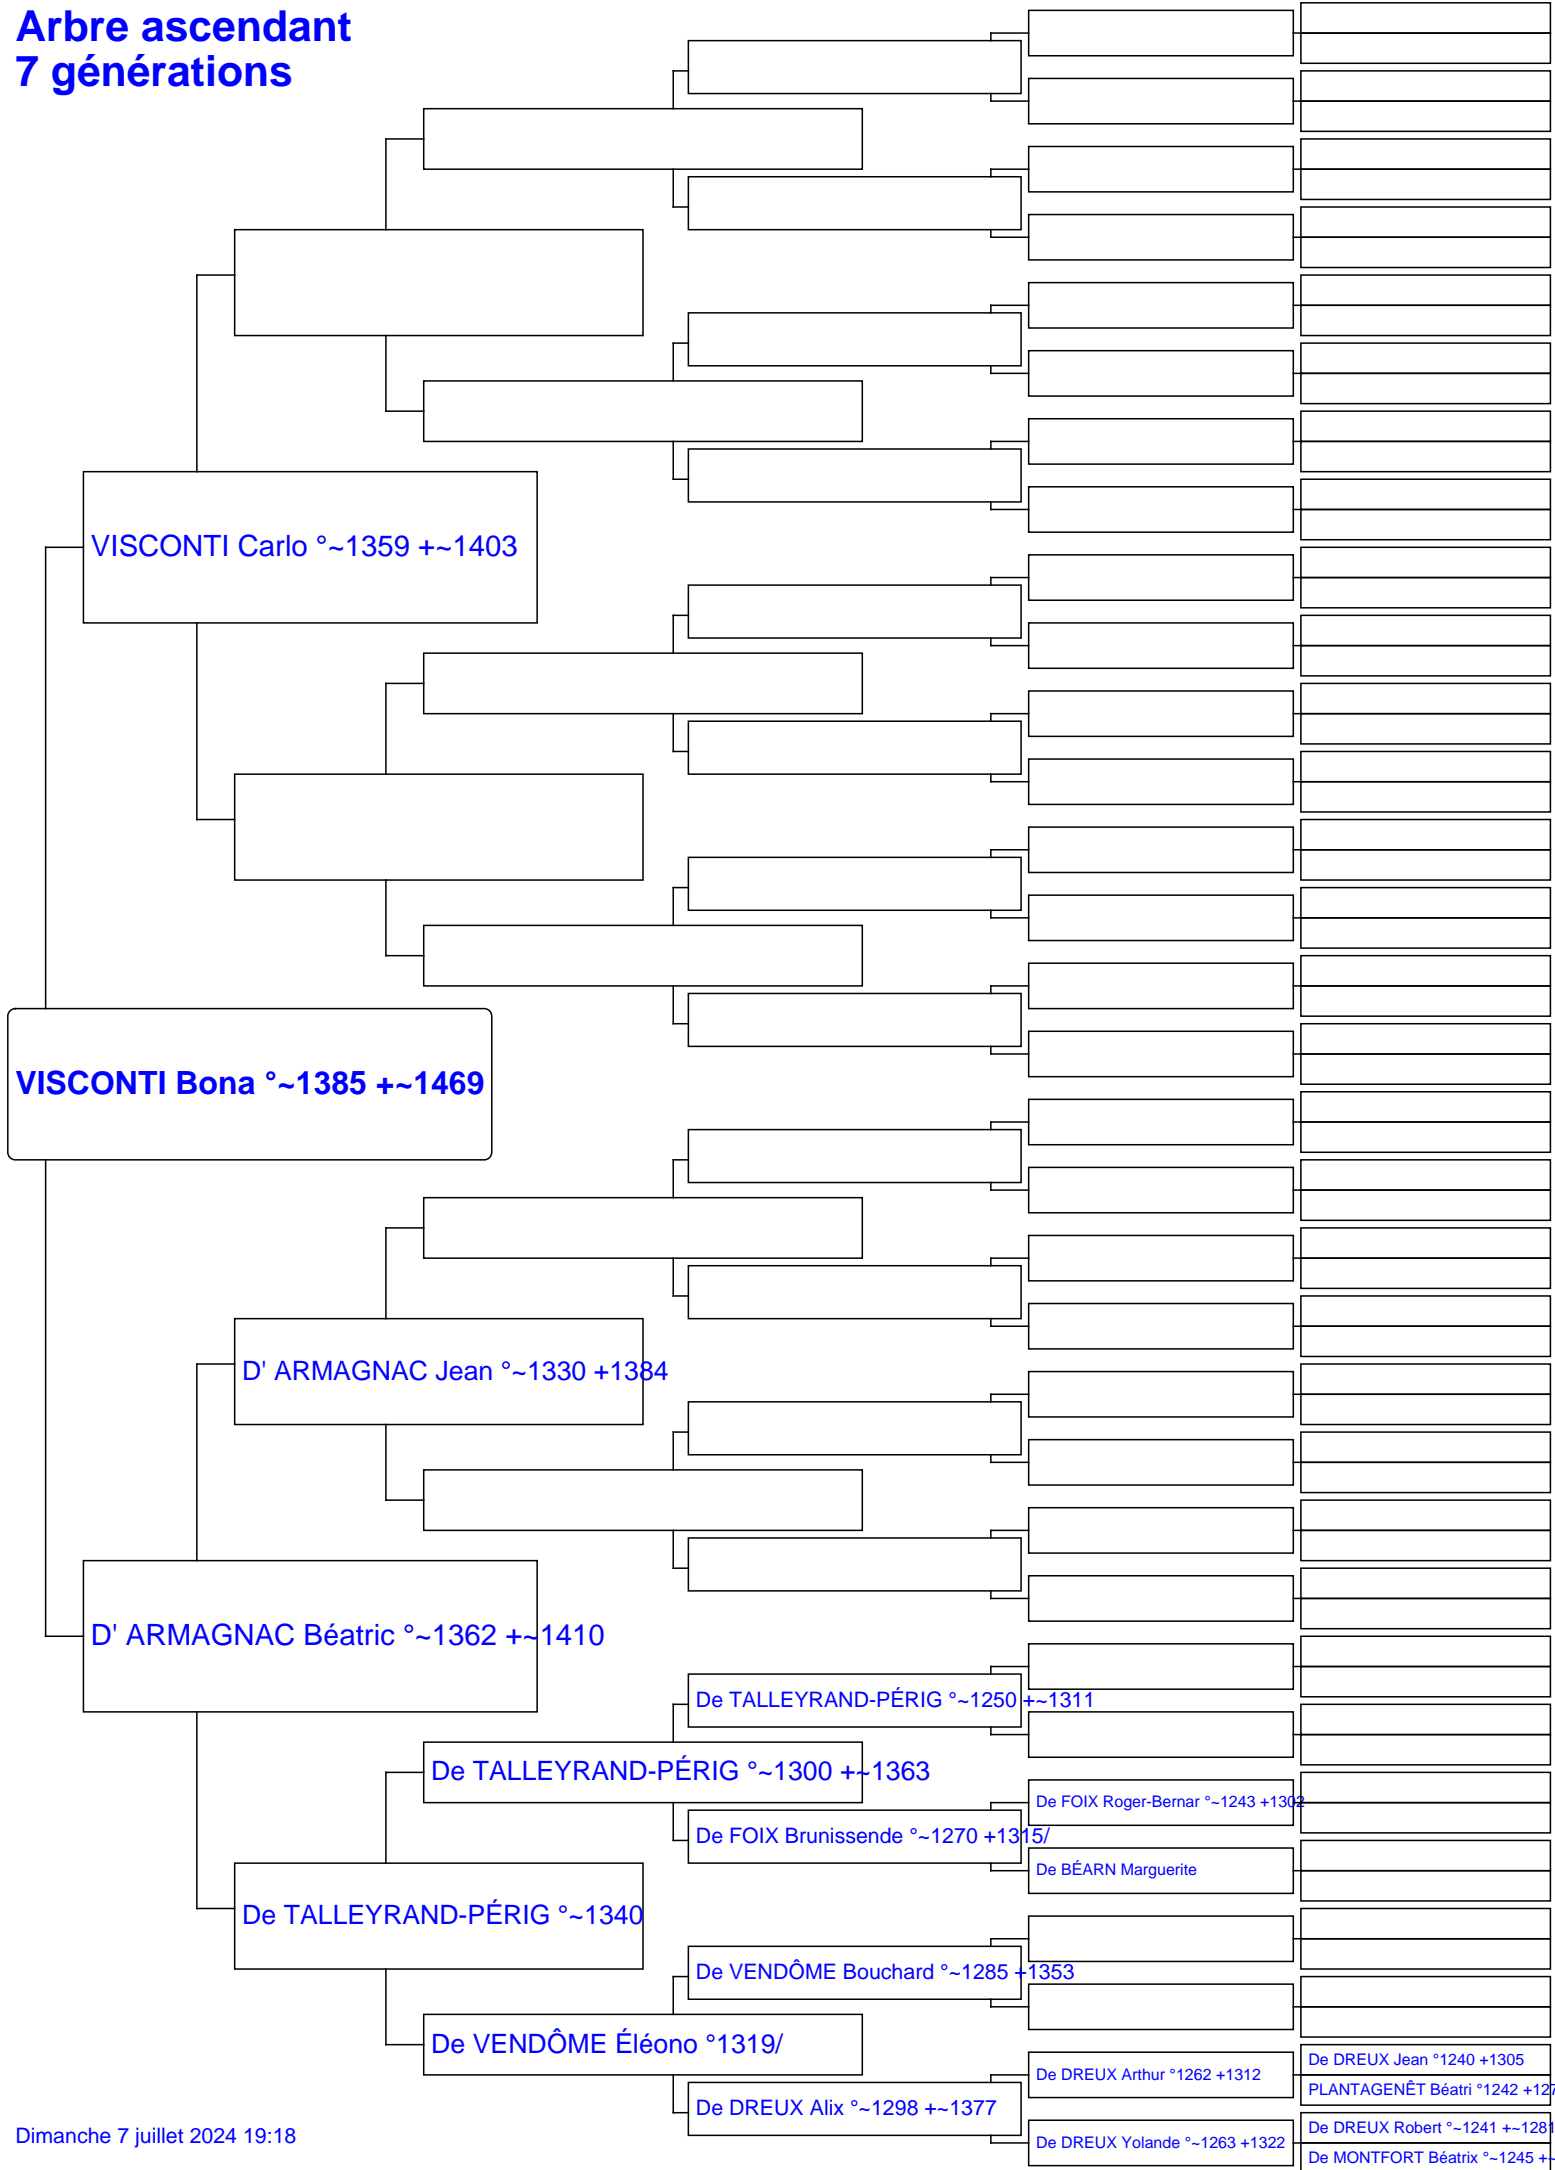 Arbre ascendant
7 générations
VISCONTI Carlo °~1359 +~1403
VISCONTI Bona °~1385 +~1469
D' ARMAGNAC Jean °~1330 +1384
D' ARMAGNAC Béatric °~1362 +~1410
De TALLEYRAND-PÉRIG °~1250 +~1311
De TALLEYRAND-PÉRIG °~1300 +~1363
De FOIX Roger-Bernar °~1243 +1302
De FOIX Brunissende °~1270 +1315/
De BÉARN Marguerite
De TALLEYRAND-PÉRIG °~1340
De VENDÔME Bouchard °~1285 +1353
De VENDÔME Éléono °1319/
De DREUX Jean °1240 +1305
De DREUX Arthur °1262 +1312
PLANTAGENÊT Béatri °1242 +127
De DREUX Alix °~1298 +~1377
De DREUX Robert °~1241 +~1281
De DREUX Yolande °~1263 +1322
De MONTFORT Béatrix °~1245 +~
Dimanche 7 juillet 2024 19:18